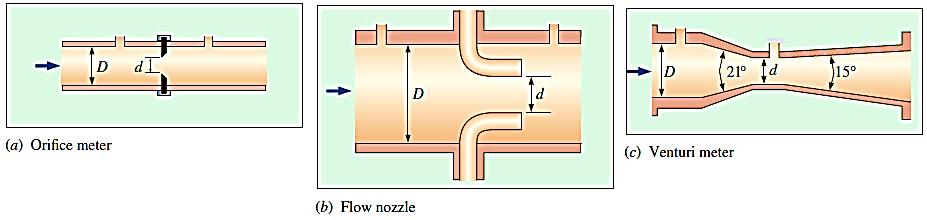 D
d
(a) Orifice meter
D
d
(b) Flow nozzle
D
21°
d
15°
(c) Venturi meter